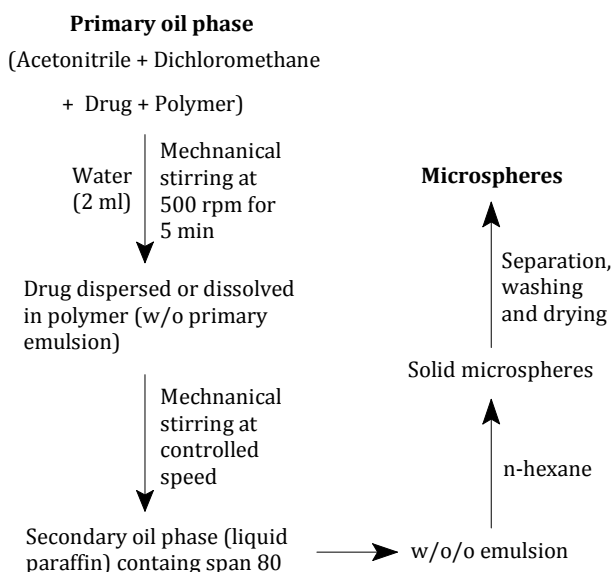 Primary oil phase
(Acetonitrile + Dichloromethane
+ Drug + Polymer)
Water
(2 ml)
Mechnanical
stirring at
500 rpm for
5 min
Drug dispersed or dissolved
in polymer (w/o primary
emulsion)
Mechnanical
stirring at
controlled
speed
Secondary oil phase (liquid
paraffin) containg span 80
w/o/o emulsion
n-hexane
Solid microspheres
Separation,
washing
and drying
Microspheres